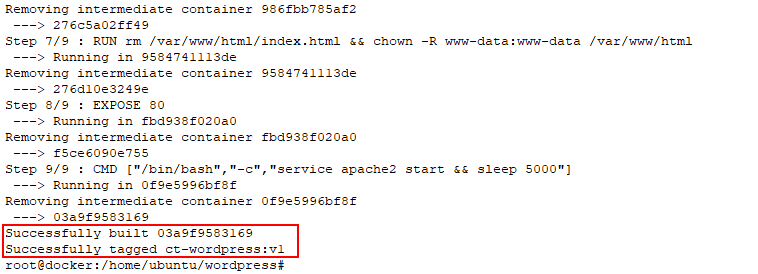 Removing intermediate container 986fbb785af2
---> 276c5a02ff49
Step 7/9 : RUN rm /var/www/html/index.html && chown -R www-data:www-data /var/www/html
---> Running in 9584741113de
Removing intermediate container 9584741113de
---> 276d10e3249e
Step 8/9 : EXPOSE 80
---> Running in fbd938f020a0
Removing intermediate container fbd938f020a0
---> f5ce6090e755
Step 9/9 : CMD ["/bin/bash","-c","service apache2 start && sleep 5000"]
---> Running in 0f9e5996bf8f
Removing intermediate container 0f9e5996bf8f
---> 03a9f9583169
Successfully built 03a9f9583169
Successfully tagged ct-wordpress:v1
root@docker:/home/ubuntu/wordpress#